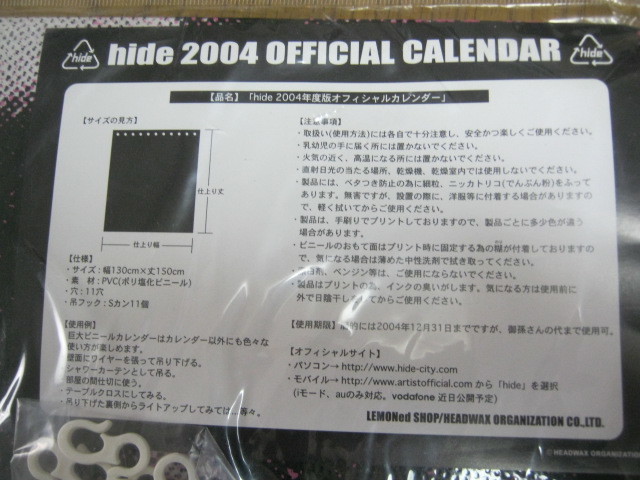 hide
hide 2004 OFFICIAL CALENDAR
hide
【品名】「hide 2004年度版オフィシャルカレンダー」
【サイズの見方】
仕上り丈
仕上り幅
【仕様】
・サイズ:幅130cm×丈150cm
・素 材:PVC(ポリ塩化ビニール)
・穴:11穴
・吊フック:Sカン11個
【使用例】
巨大ビニールカレンダーはカレンダー以外にも色々な
使い方が楽しめます。
壁面にワイヤーを張って吊り下げる。
シャワーカーテンとして吊る。
部屋の間仕切に使う。
・テーブルクロスにしてみる。
・吊り下げた裏側からライトアップしてみては…等々。
【注意事項】
・取扱い(使用方法)には各自で十分注意し、安全かつ楽しくご使用ください。
・乳幼児の手に届く所には置かないでください。
・火気の近く、高温になる所には置かないでください。
・直射日光の当たる場所、乾燥機、乾燥室内では使用しないでください。
・製品には、ベタつき防止の為に細粒、ニッカトリコ(でんぷん粉)をふって
あります。無害ですが、設置の際に、洋服等に付着する場合がありますの
で、軽く拭いてからご使用ください。
・製品は、手刷りでプリントしておりますので、製品ごとに多少色が違う
場合があります。
・ビニールのおもて面はプリント時に固定する為の糊が付着しておりますの
で、気になる場合は薄めた中性洗剤で拭き取ってください。
白剤、ベンジン等は、ご使用にならないでください。
・製品はプリントの為、インクの臭いがします。気になる方は使用前に
外で日陰干ししてからご使用ください。
【使用期限】 的には2004年12月31日までですが、御孫さんの代まで使用可。
【オフィシャルサイト】
・パソコン→http://www.hide-city.com
・モバイル→http://www.artistofficial.com から「hide」を選択
(iモード、auのみ対応。vodafone 近日公開予定)
LEMONed SHOP/HEADWAX ORGANIZATION CO.,LTD.
© HEADWAX ORGANIZATION